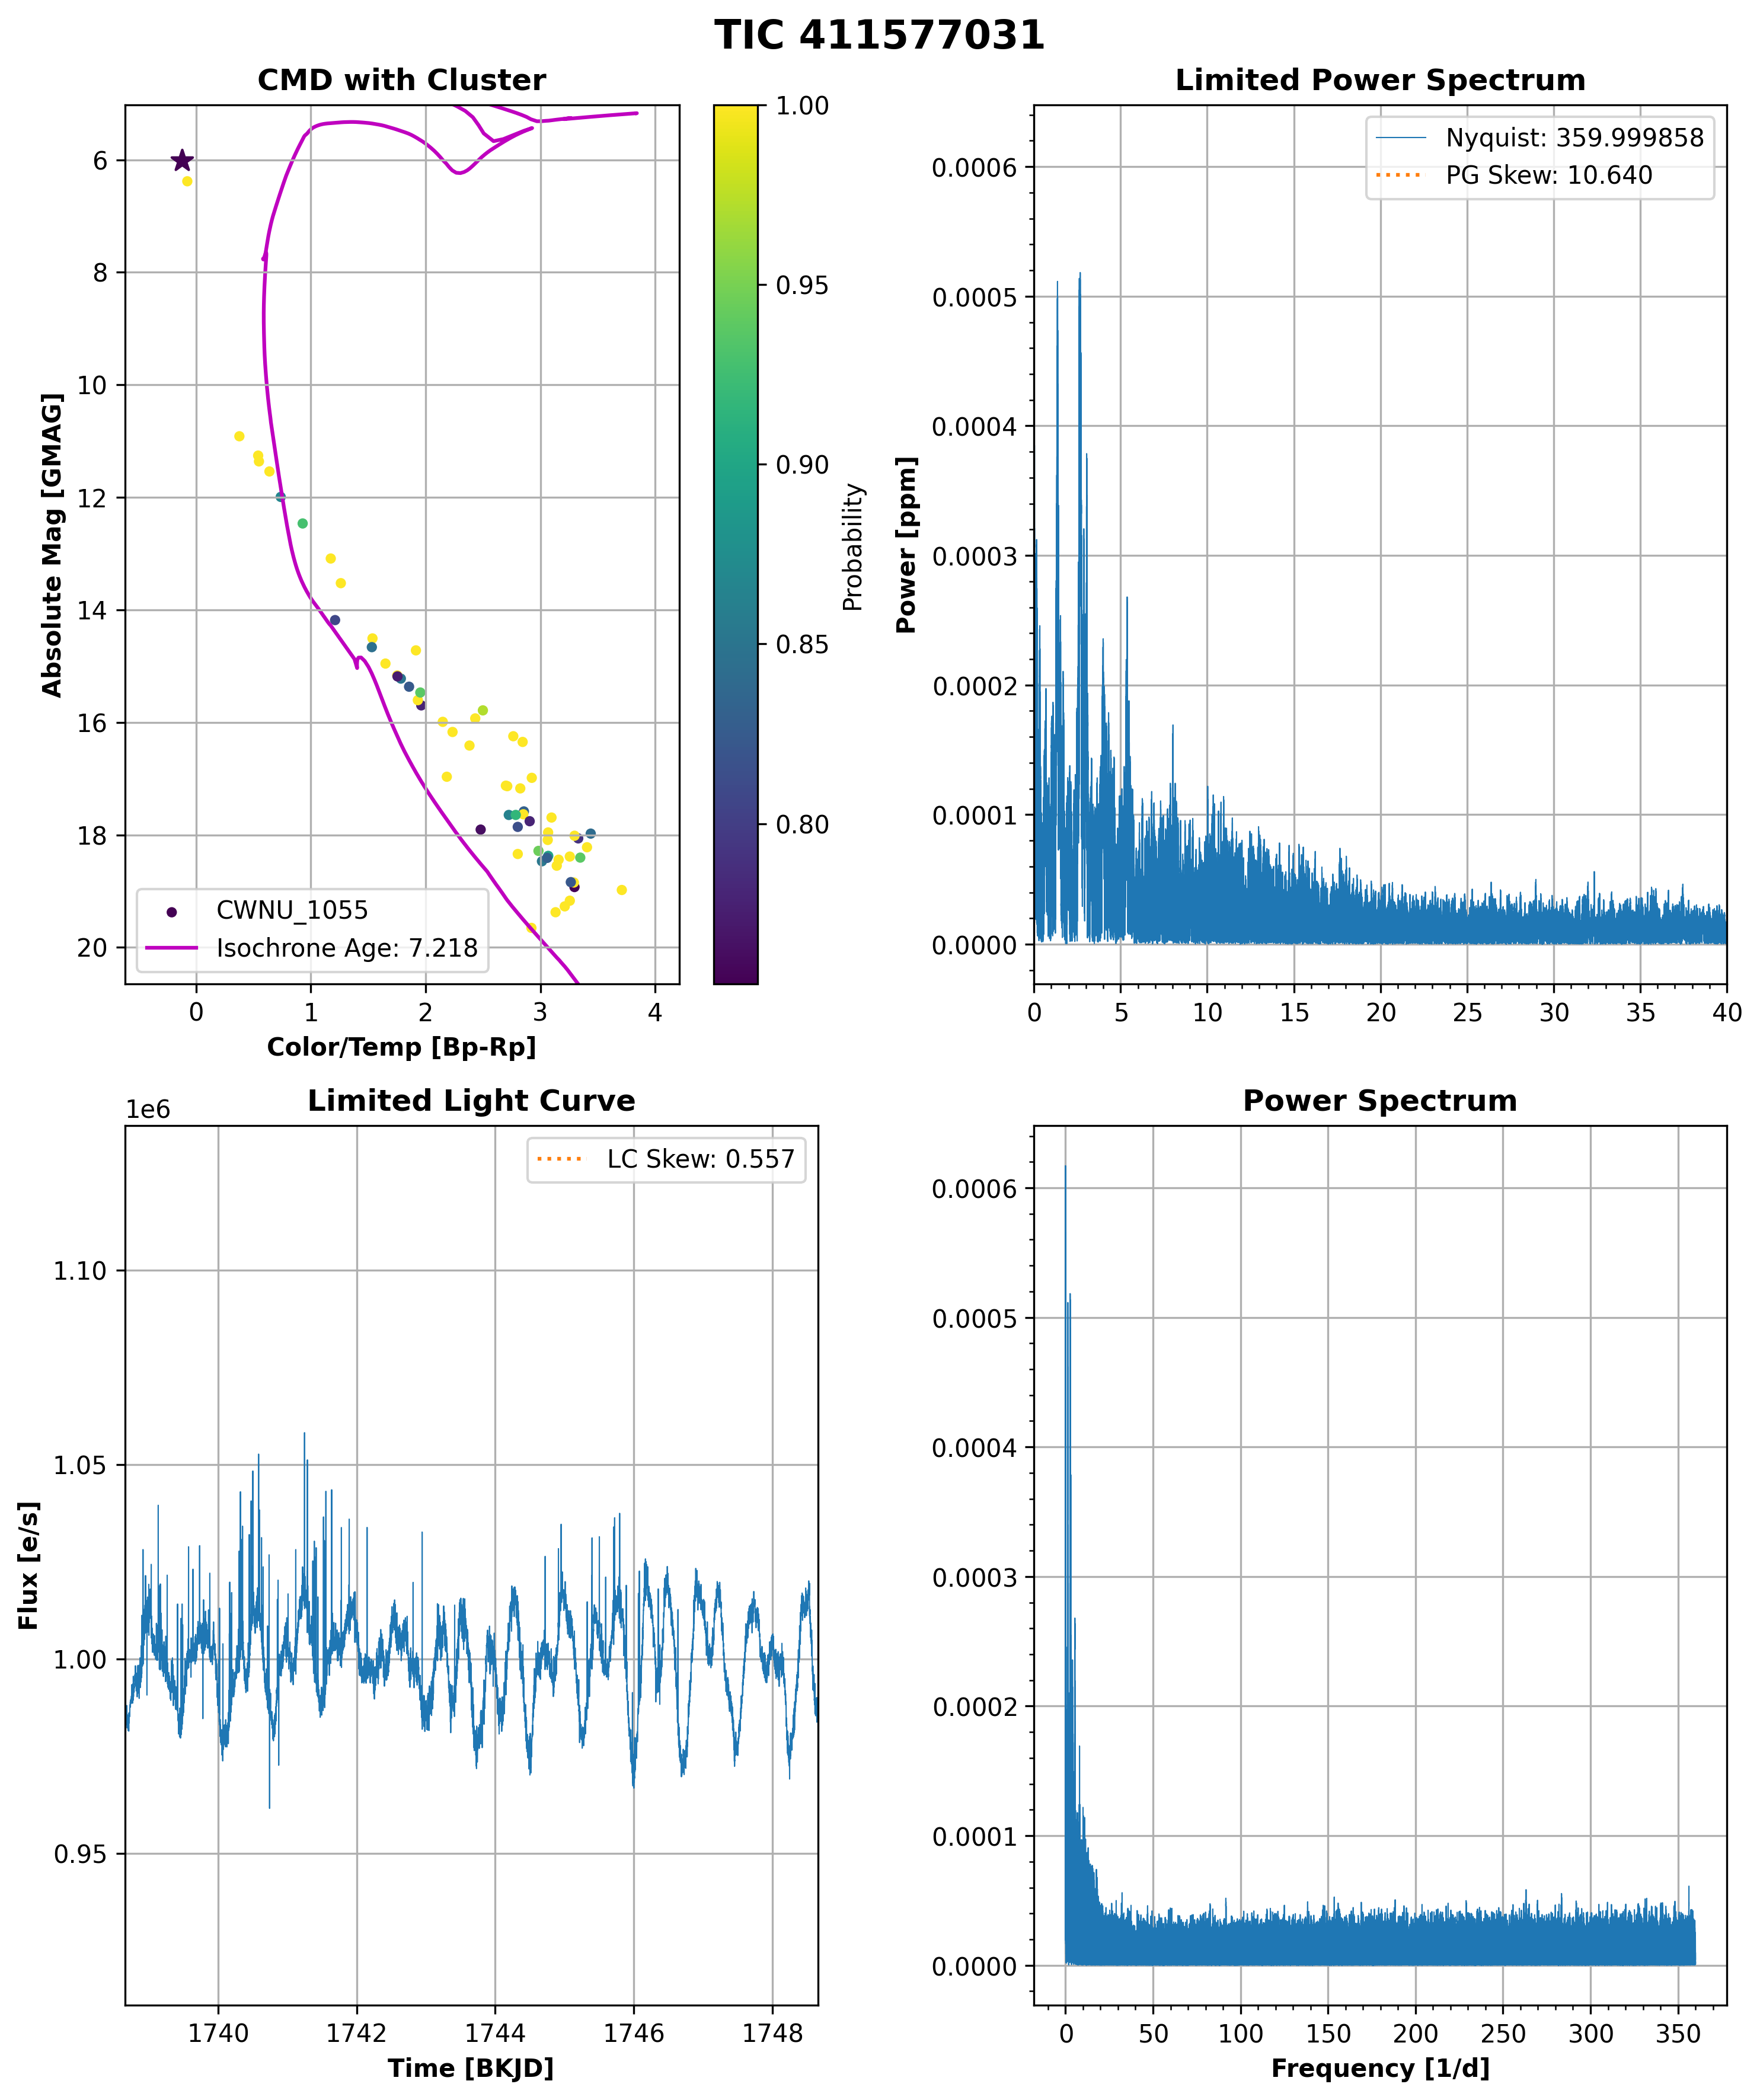 TIC 411577031
CMD with Cluster
6
8
10
12
14
16
18
20
Absolute Mag [GMAG]
CWNU_1055
Isochrone Age: 7.218
0 1 2 3 4
Color/Temp [Bp-Rp]
1.00
0.95
0.90
0.85
0.80
Probability
Limited Power Spectrum
Nyquist: 359.999858
PG Skew: 10.640
0.0006
0.0005
0.0004
0.0003
0.0002
0.0001
0.0000
Power [ppm]
0 5 10 15 20 25 30 35 40
Limited Light Curve
1e6
LC Skew: 0.557
1.10
1.05
1.00
0.95
Flux [e/s]
1740 1742 1744 1746 1748
Time [BKJD]
Power Spectrum
0.0006
0.0005
0.0004
0.0003
0.0002
0.0001
0.0000
0 50 100 150 200 250 300 350
Frequency [1/d]